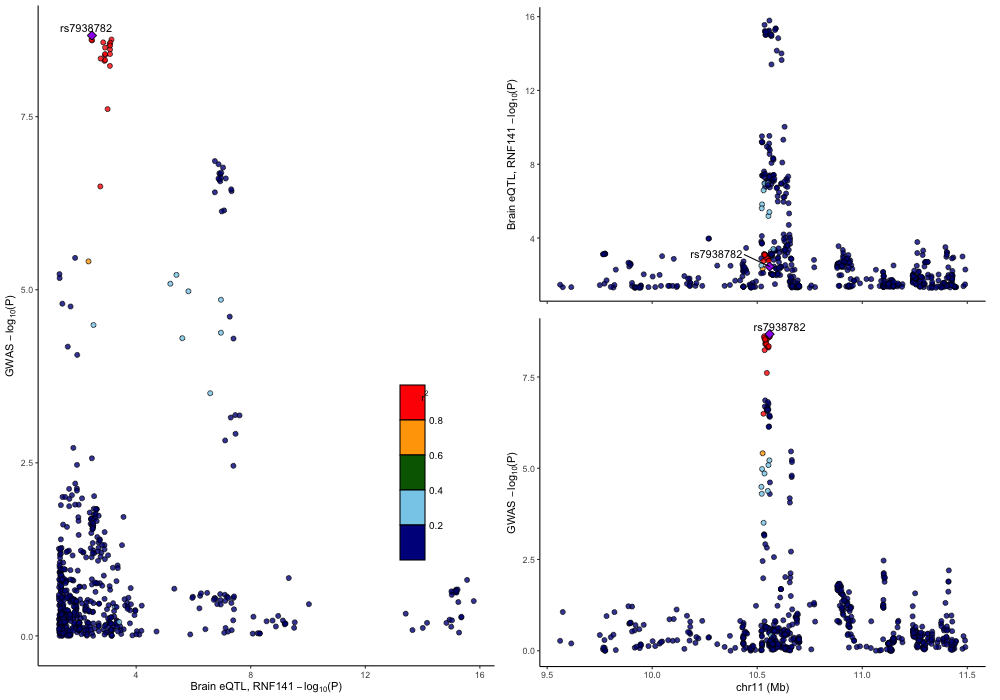 rs7938782
7.5
5.0
2.5
0.0
GWAS −log10(P)
4
8
12
16
Brain eQTL, RNF141 −log10(P)
r2
0.8
0.6
0.4
0.2
16
12
8
4
Brain eQTL, RNF141 −log10(P)
rs7938782
rs7938782
7.5
5.0
2.5
0.0
GWAS −log10(P)
9.5
10.0
10.5
11.0
11.5
chr11 (Mb)